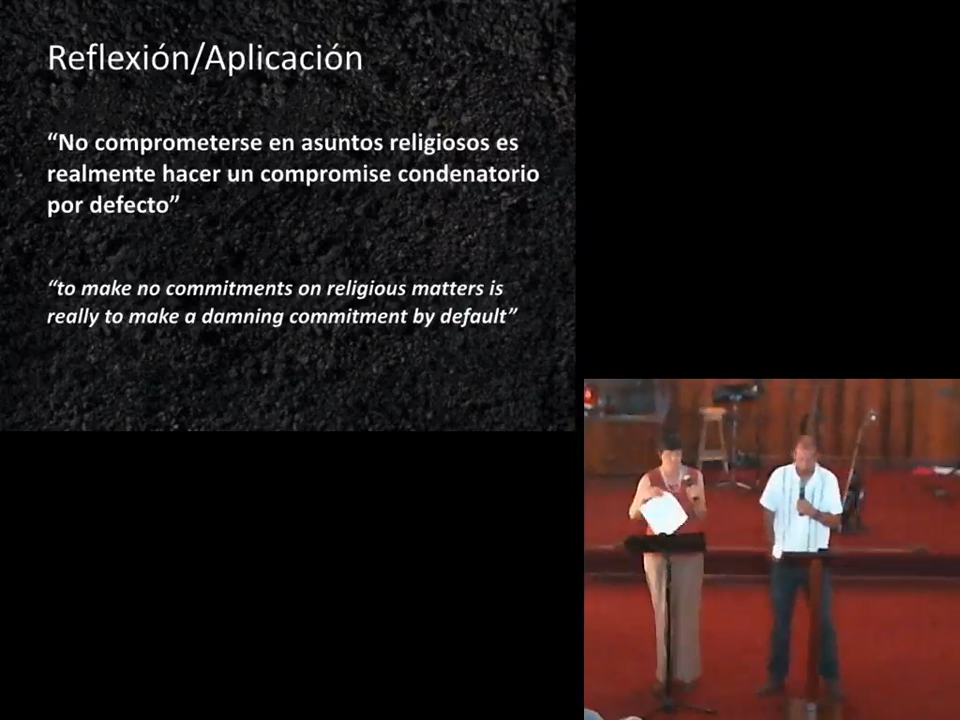 Reflexión/Aplicación
“No comprometerse en asuntos religiosos es
realmente hacer un compromise condenatorio
por defecto”
“to make no commitments on religious matters is
really to make a damning commitment by default”